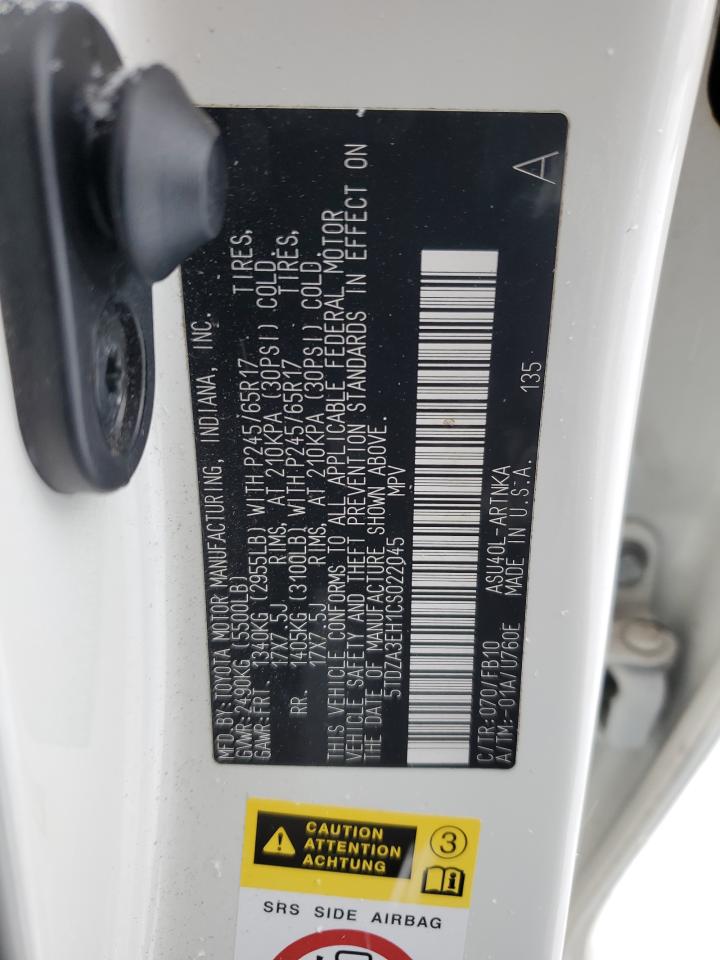 MFD. BY: TOYOTA MOTOR MANUFACTURING, INDIANA, INC.
GVWR: 2490KG (5500LB)
GAWR: FRT. 1340KG (2955LB) WITH P245/65R17 TIRES,
17X7.5J RIMS, AT 210KPA (30PSI) COLD.
RR. 1405KG (3100LB) WITH P245/65R17 TIRES,
17X7.5J RIMS, AT 210KPA (30PSI) COLD.
THIS VEHICLE CONFORMS TO ALL APPLICABLE FEDERAL MOTOR
VEHICLE SAFETY AND THEFT PREVENTION STANDARDS IN EFFECT ON
THE DATE OF MANUFACTURE SHOWN ABOVE.
5TDZA3EH1CS022045 MPV
C/TR: 070/FB10 ASU40L-ARTNKA 135
A/TM: -01A/U760E MADE IN U.S.A.
A
CAUTION
ATTENTION
ACHTUNG
3
SRS SIDE AIRBAG